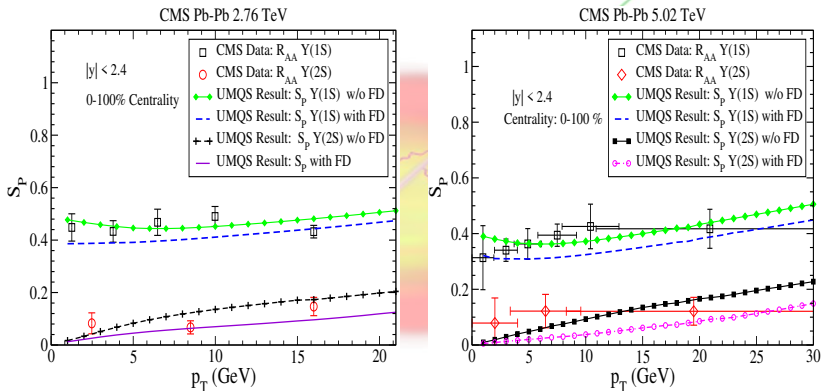 CMS Pb-Pb 2.76 TeV
CMS Data: R_AA Y(1S)
CMS Data: R_AA Y(2S)
UMQS Result: S_P Y(1S) w/o FD
UMQS Result: S_P Y(1S) with FD
UMQS Result: S_P Y(2S) w/o FD
UMQS Result: S_P with FD
|y| < 2.4
0-100% Centrality
1
0.8
0.6
0.4
0.2
0
0 5 10 15 20
S_P
p_T (GeV)
CMS Pb-Pb 5.02 TeV
CMS Data: R_AA Y(1S)
CMS Data: R_AA Y(2S)
UMQS Result: S_P Y(1S) w/o FD
UMQS Result: S_P Y(1S) with FD
UMQS Result: S_P Y(2S) w/o FD
UMQS Result: S_P Y(2S) with FD
|y| < 2.4
Centrality: 0-100 %
1
0.8
0.6
0.4
0.2
0
0 5 10 15 20 25 30
S_P
p_T (GeV)